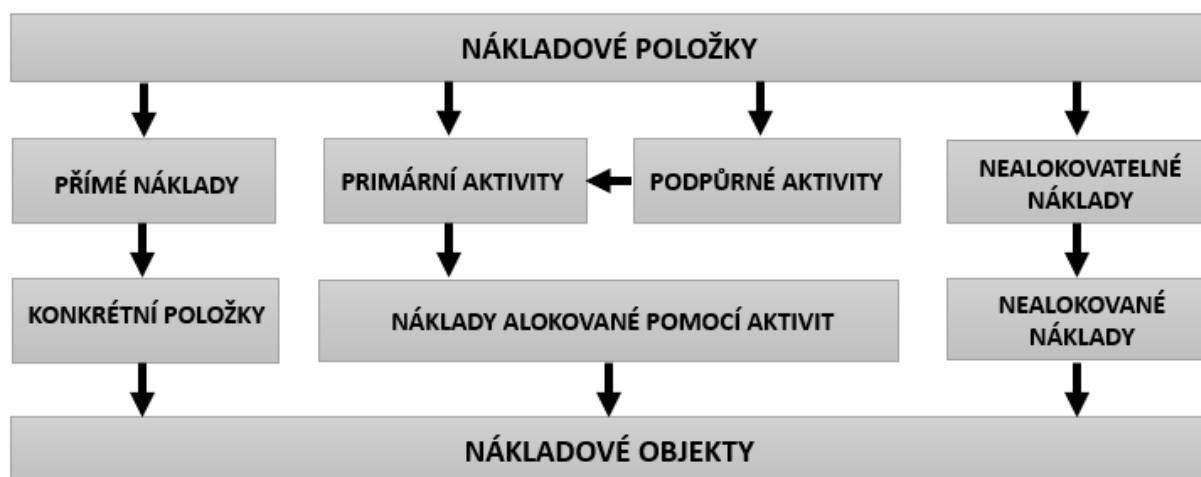 NÁKLADOVÉ POLOŽKY
PŘÍMÉ NÁKLADY
PRIMÁRNÍ AKTIVITY
PODPŮRNÉ AKTIVITY
NEALOKOVATELNÉ
NÁKLADY
KONKRÉTNÍ POLOŽKY
NÁKLADY ALOKOVANÉ POMOCÍ AKTIVIT
NEALOKOVANÉ
NÁKLADY
NÁKLADOVÉ OBJEKTY